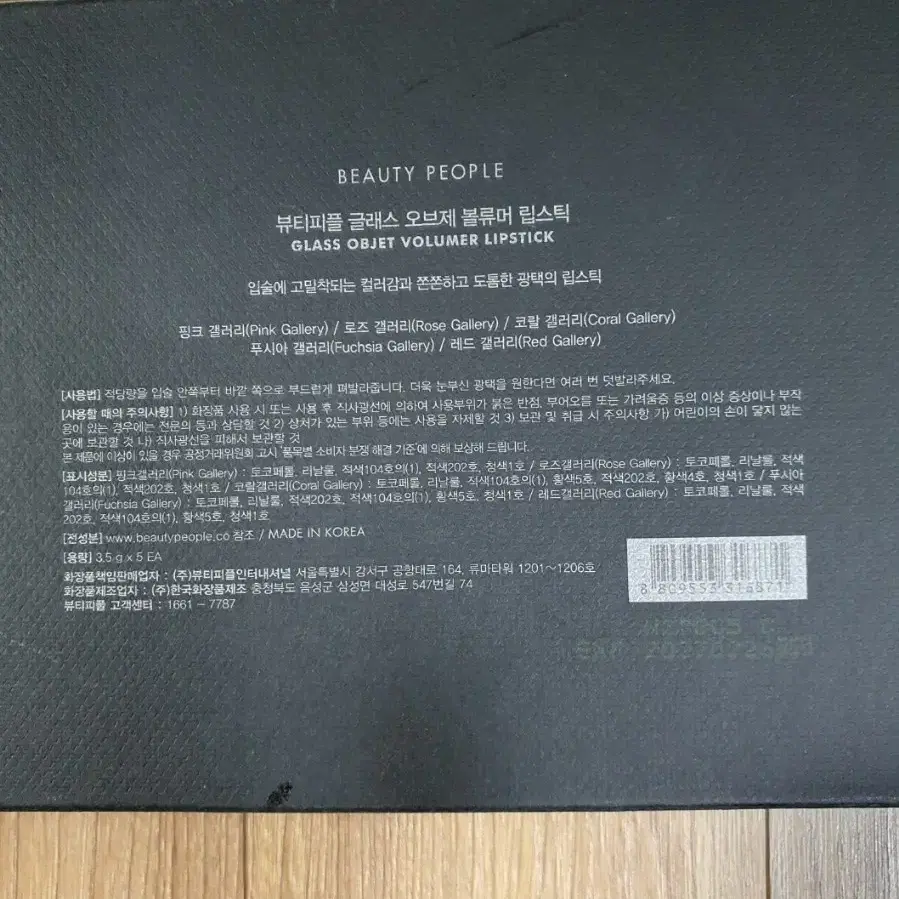 BEAUTY PEOPLE
뷰티피플 글래스 오브제 볼류머 립스틱
GLASS OBJET VOLUMER LIPSTICK
입술에 고밀착되는 컬러감과 쫀쫀하고 도톰한 광택의 립스틱
핑크 갤러리(Pink Gallery) / 로즈 갤러리(Rose Gallery) / 코랄 갤러리(Coral Gallery)
푸시아 갤러리(Fuchsia Gallery) / 레드 갤러리(Red Gallery)
[사용법] 적당량을 입술 안쪽부터 바깥 쪽으로 부드럽게 펴발라줍니다. 더욱 눈부신 광택을 원한다면 여러 번 덧발라주세요.
[사용할 때의 주의사항] 1) 화장품 사용 시 또는 사용 후 직사광선에 의하여 사용부위가 붉은 반점, 부어오름 또는 가려움증 등의 이상 증상이나 부작
용이 있는 경우에는 전문의 등과 상담할 것 2) 상처가 있는 부위 등에는 사용을 자제할 것 3) 보관 및 취급 시 주의사항 가) 어린이의 손이 닿지 않는
곳에 보관할 것 나) 직사광선을 피해서 보관할 것
본 제품에 이상이 있을 경우 공정거래위원회 고시 '품목별 소비자 분쟁 해결 기준'에 의해 보상해 드립니다.
[표시성분] 핑크갤러리(Pink Gallery) : 토코페롤, 리날룰, 적색104호의(1), 적색202호, 청색1호 / 로즈갤러리(Rose Gallery) : 토코페롤, 리날룰, 적색
104호의(1), 적색202호, 청색1호 / 코랄갤러리(Coral Gallery) : 토코페롤, 리날룰, 적색104호의(1), 황색5호, 적색202호, 황색4호, 청색1호 / 푸시아
갤러리(Fuchsia Gallery) : 토코페롤, 리날룰, 적색202호, 적색104호의(1), 황색5호, 청색1호 / 레드갤러리(Red Gallery) : 토코페롤, 리날룰, 적색
202호, 적색104호의(1), 황색5호, 청색1호
[전성분] www.beautypeople.co 참조 / MADE IN KOREA
[용량] 3.5 g x 5 EA
화장품책임판매업자 : (주)뷰티피플인터내셔널 서울특별시 강서구 공항대로 164, 류마타워 1201~1206호
화장품제조업자 : (주)한국화장품제조 충청북도 음성군 삼성면 대성로 547번길 74
뷰티피플 고객센터 : 1661 - 7787